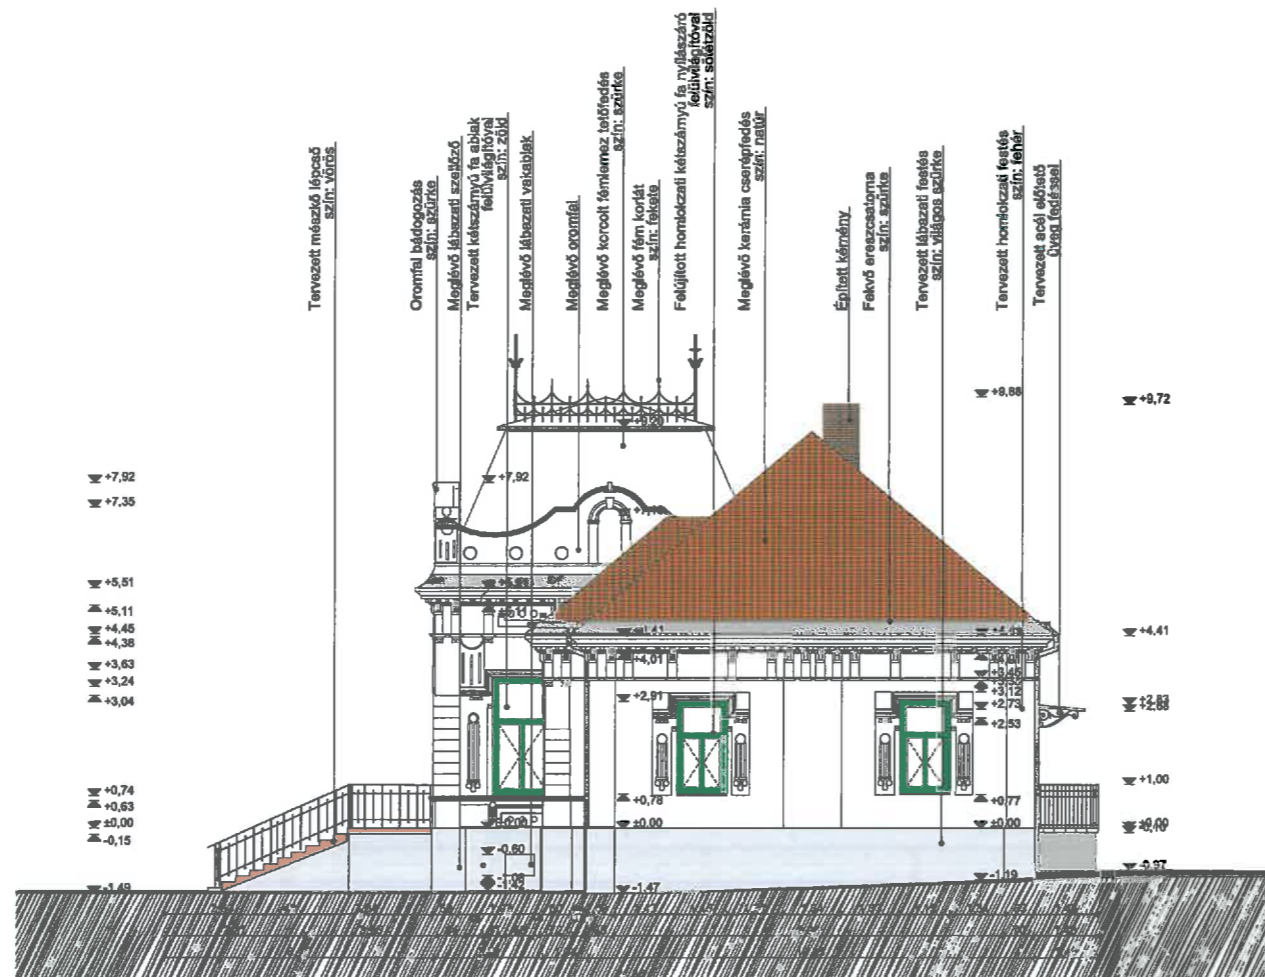 Tervezett mészkő lépcső
szín: vörös
Oromfal bádogozás
szín: szürke
Meglévő lábazati szellőző
Tervezett kétszárnyú fa ablak
felülvilágítóval
szín: zöld
Meglévő lábazati vakablak
Meglévő oromfal
Meglévő korcolt fémlemez tetőfedés
szín: szürke
Meglévő fém korlát
szín: fekete
Felújított homlokzati kétszárnyú fa nyílászáró
felülvilágítóval
szín: sötétzöld
Meglévő kerámia cserépfedés
szín: natúr
Épített kémény
Fekvő ereszcsatorna
szín: szürke
Tervezett lábazati festés
szín: világos szürke
Tervezett homlokzati festés
szín: fehér
Tervezett acél előtető
üveg fedéssel
+7,92
+7,35
+5,51
+5,11
+4,45
+4,38
+3,63
+3,24
+3,04
+0,74
+0,63
±0,00
-0,15
-1,49
+7,92
-0,60
+9,20
+4,01
+2,91
+0,78
±0,00
-1,47
+9,88
+3,12
+2,73
+2,53
+0,77
±0,00
-1,19
+9,72
+4,41
+2,83
+1,00
-0,97